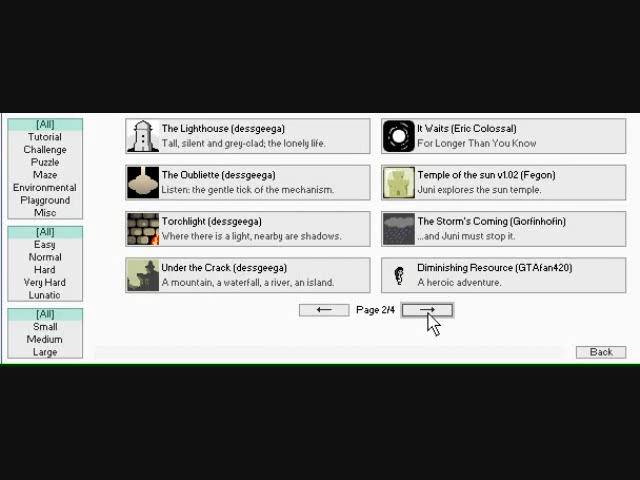 [All]
Tutorial
Challenge
Puzzle
Maze
Environmental
Playground
Misc
[All]
Easy
Normal
Hard
Very Hard
Lunatic
[All]
Small
Medium
Large
The Lighthouse (dessgeega)
Tall, silent and grey-clad; the lonely life.
It Waits (Eric Colossal)
For Longer Than You Know
The Oubliette (dessgeega)
Listen: the gentle tick of the mechanism.
Temple of the sun v1.02 (Fegon)
Juni explores the sun temple.
Torchlight (dessgeega)
Where there is a light, nearby are shadows.
The Storm's Coming (Gorfinhofin)
...and Juni must stop it.
Under the Crack (dessgeega)
A mountain, a waterfall, a river, an island.
Diminishing Resource (GTAfan420)
A heroic adventure.
Page 2/4
Back